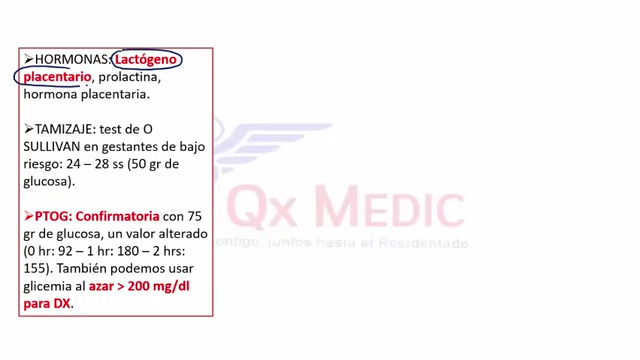 ➢HORMONAS: Lactógeno
placentario, prolactina,
hormona placentaria.
➢TAMIZAJE: test de O
SULLIVAN en gestantes de bajo
riesgo: 24 – 28 ss (50 gr de
glucosa).
➢PTOG: Confirmatoria con 75
gr de glucosa, un valor alterado
(0 hr: 92 – 1 hr: 180 – 2 hrs:
155). También podemos usar
glicemia al azar > 200 mg/dl
para DX.
Qx MEDIC
ontigo, juntos hasta el Residentado